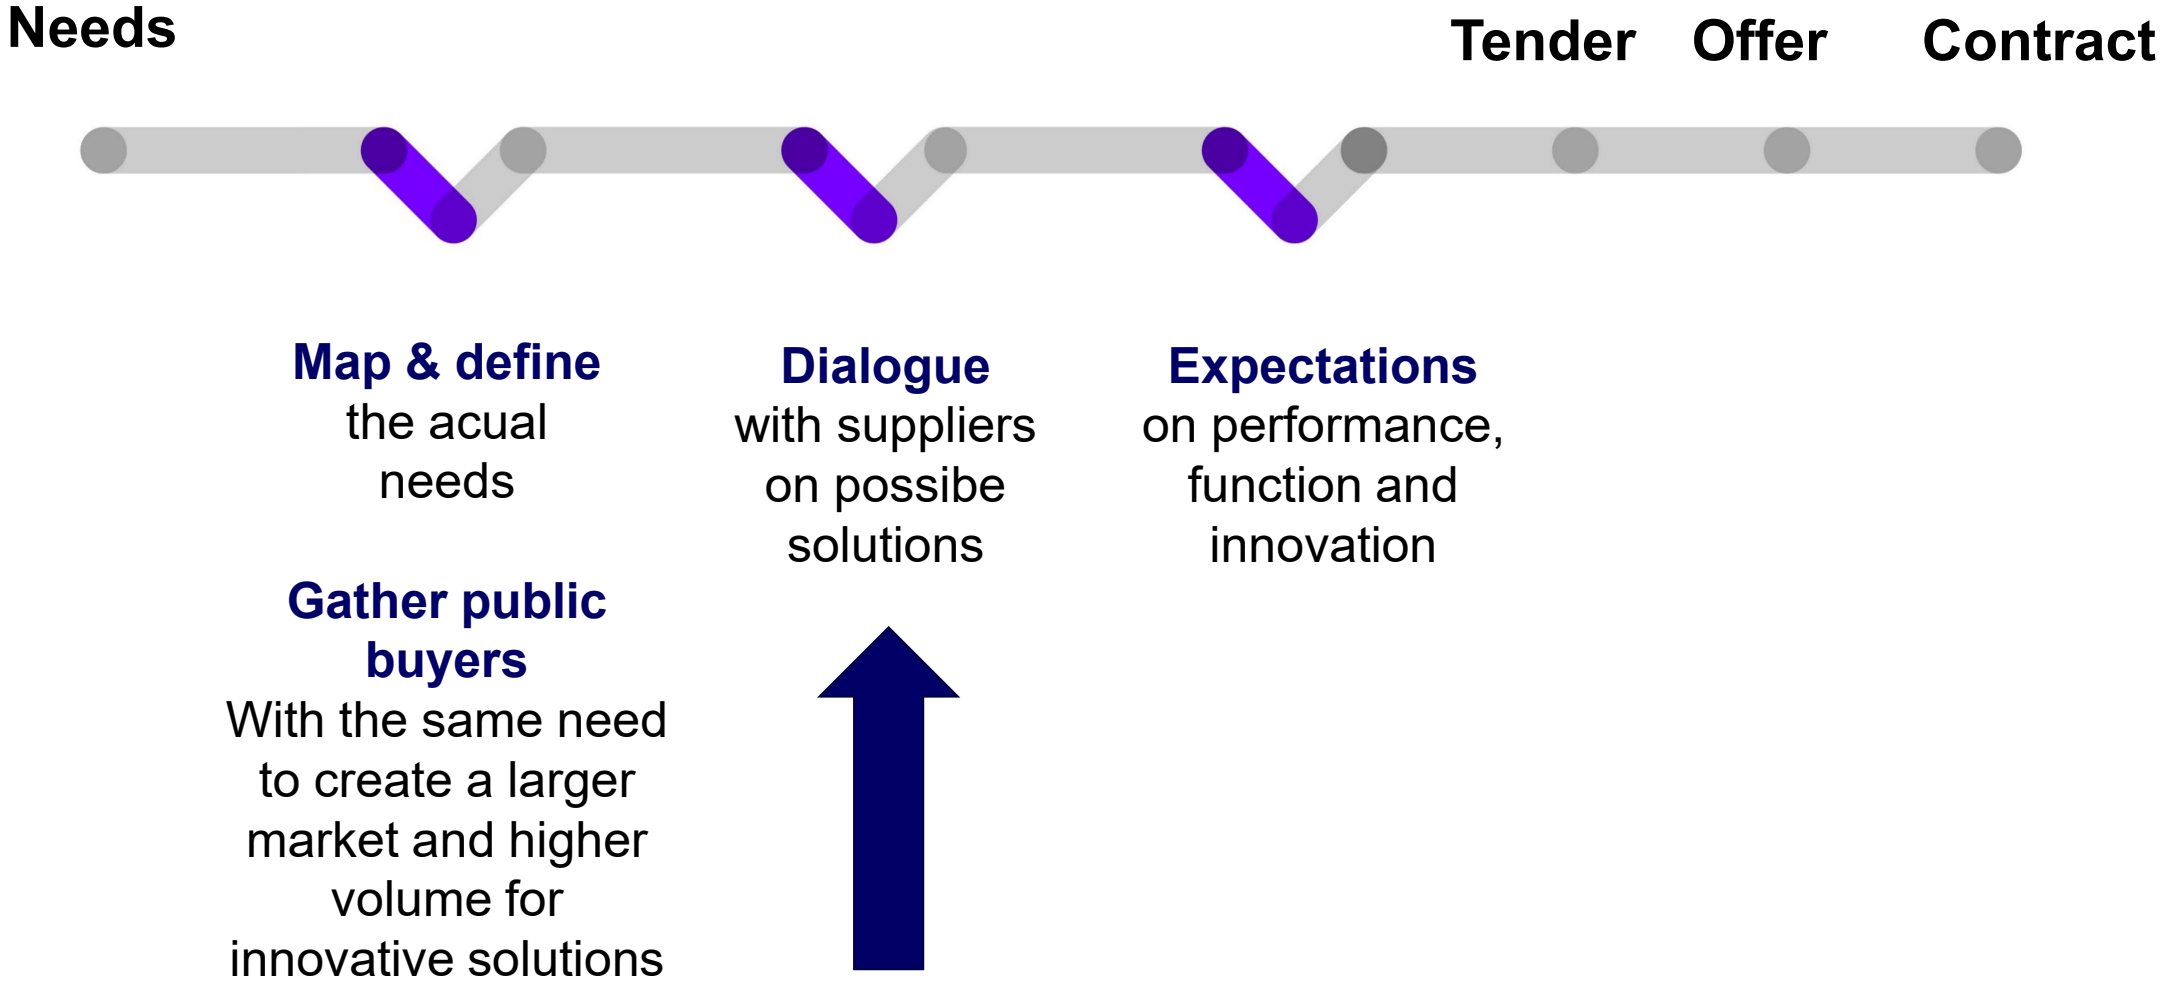 Needs
Tender
Offer
Contract
Map & define
the acual
needs
Gather public
buyers
With the same need
to create a larger
market and higher
volume for
innovative solutions
Dialogue
with suppliers
on possibe
solutions
Expectations
on performance,
function and
innovation